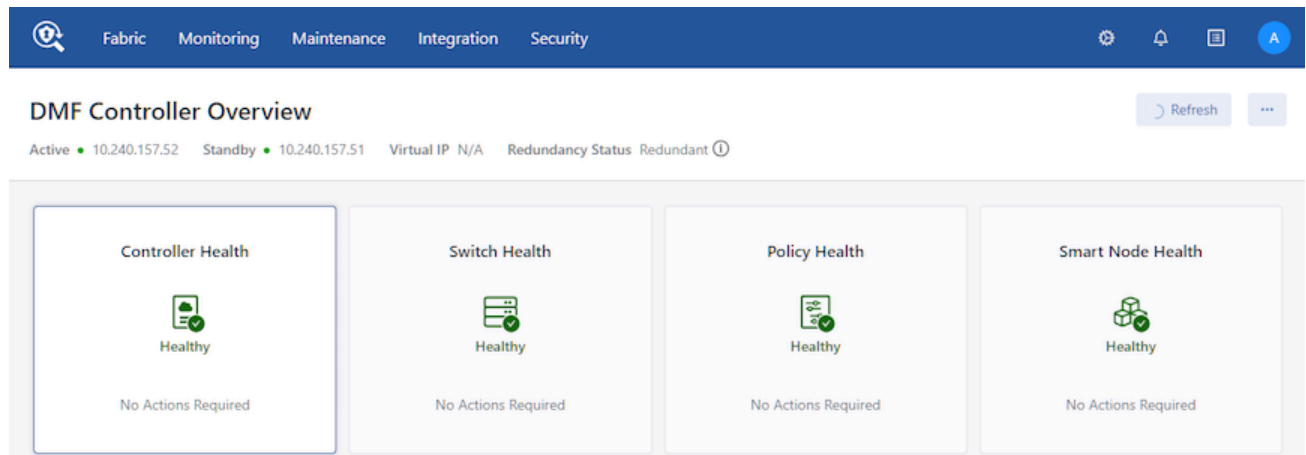 Fabric Monitoring Maintenance Integration Security A
DMF Controller Overview
Refresh ...
Active 10.240.157.52 Standby 10.240.157.51 Virtual IP N/A Redundancy Status Redundant
Controller Health Switch Health Policy Health Smart Node Health
Healthy Healthy Healthy Healthy
No Actions Required No Actions Required No Actions Required No Actions Required